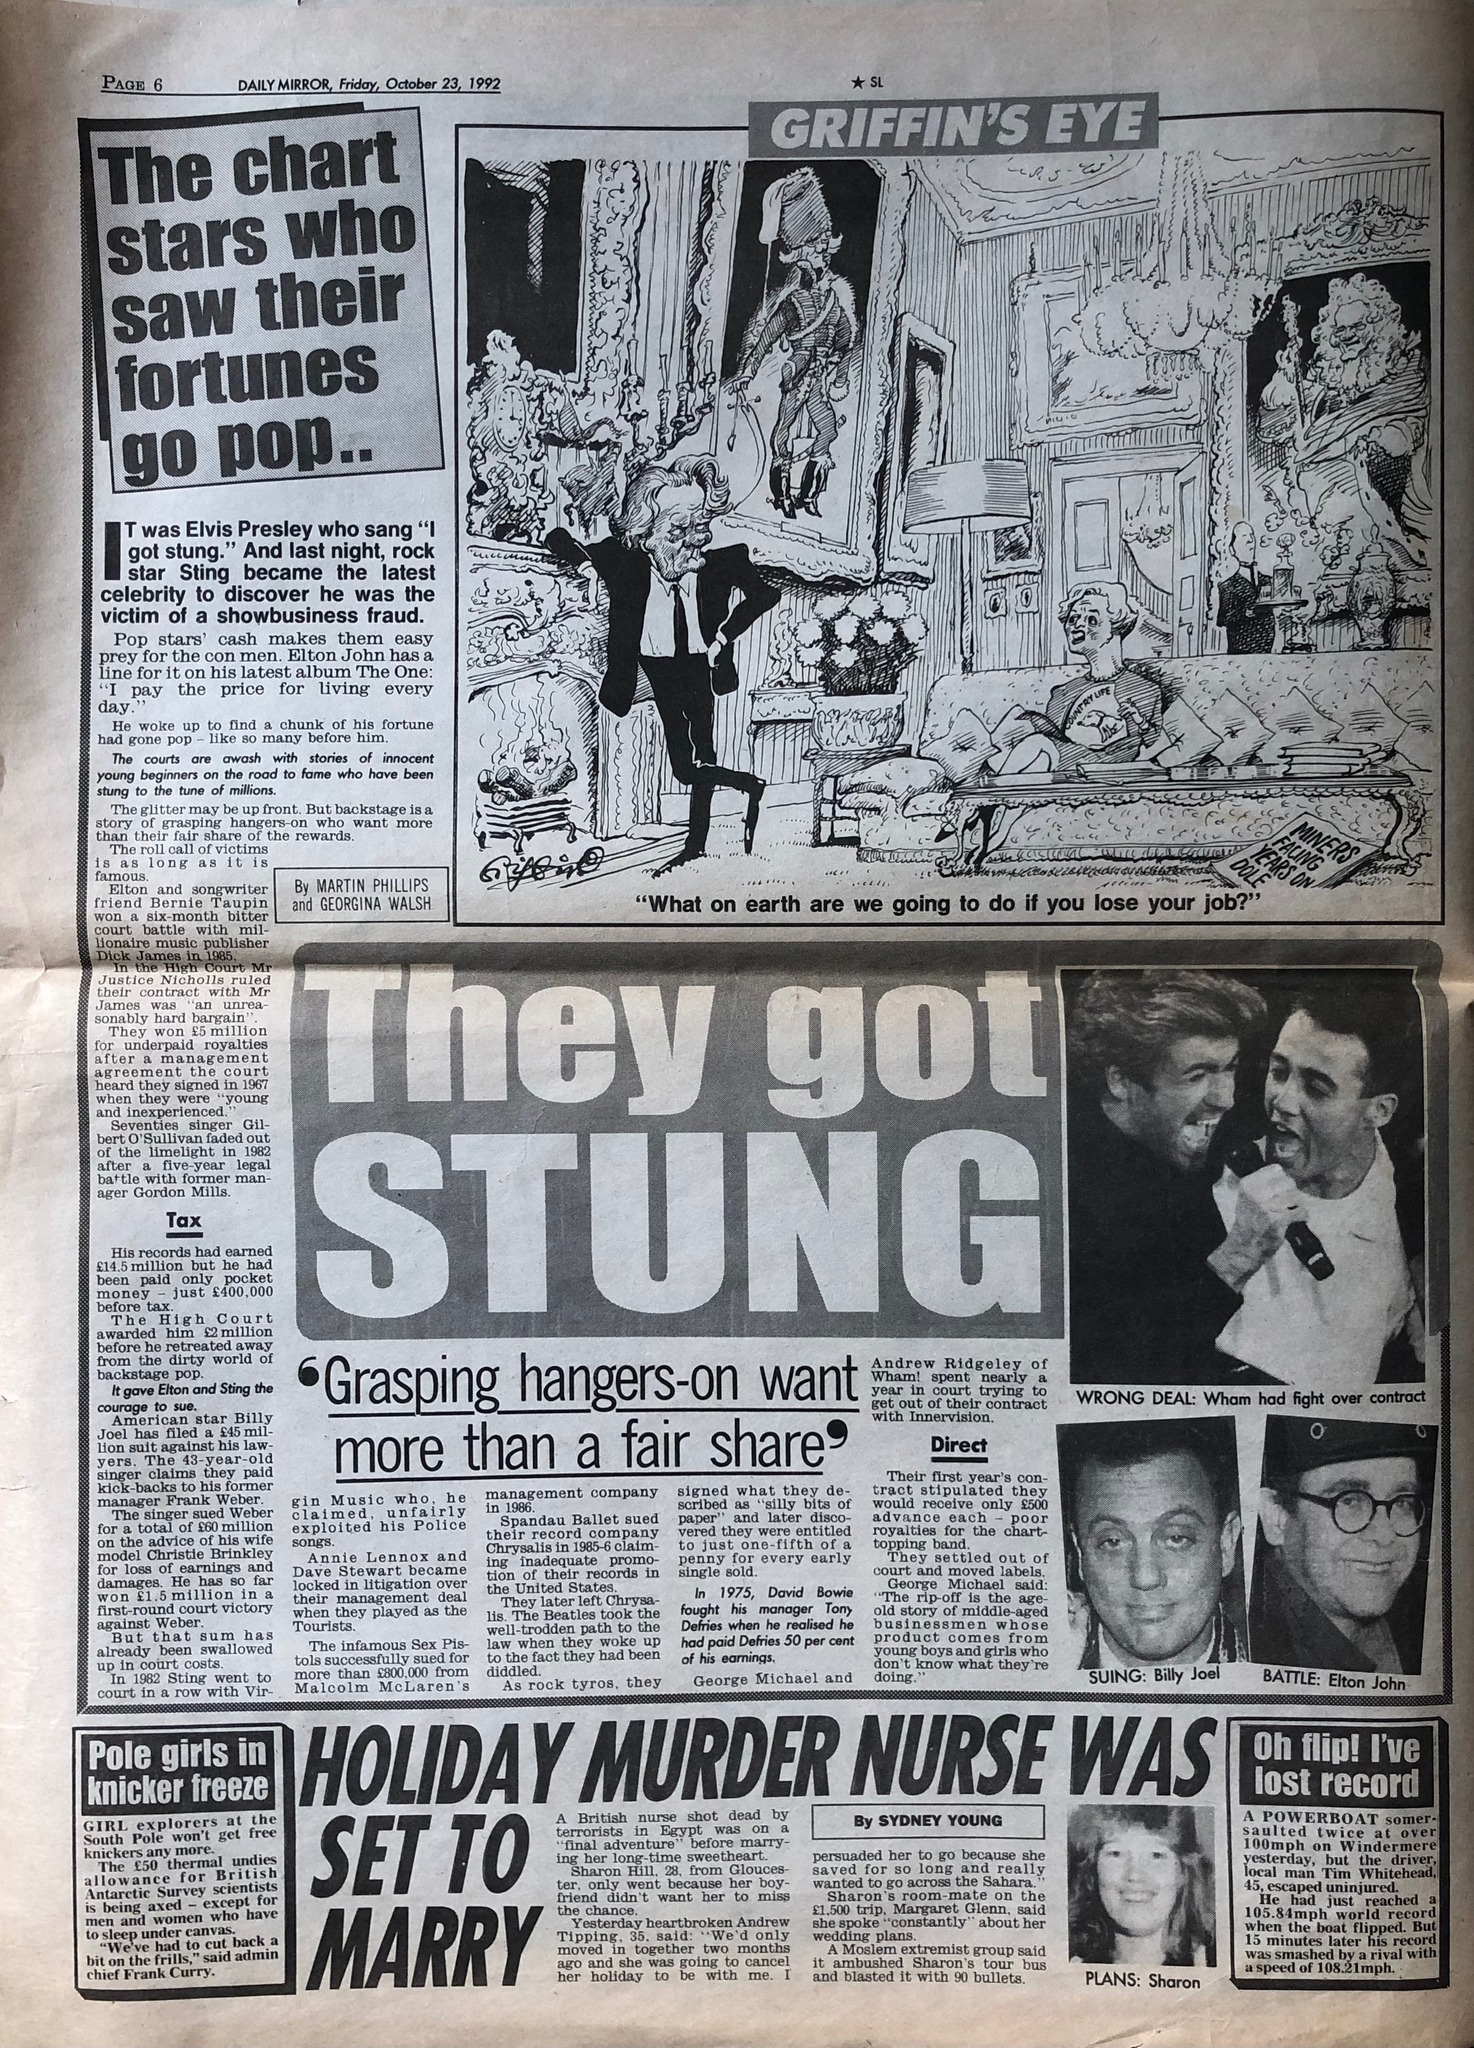 PAGE 6
DAILY MIRROR, Friday, October 23, 1992
★ SL
The chart
stars who
saw their
fortunes
go pop..
IT was Elvis Presley who sang “I
got stung.” And last night, rock
star Sting became the latest
celebrity to discover he was the
victim of a showbusiness fraud.
Pop stars’ cash makes them easy
prey for the con men. Elton John has a
line for it on his latest album The One:
“I pay the price for living every
day.”
He woke up to find a chunk of his fortune
had gone pop – like so many before him.
The courts are awash with stories of innocent
young beginners on the road to fame who have been
stung to the tune of millions.
The glitter may be up front. But backstage is a
story of grasping hangers-on who want more
than their fair share of the rewards.
The roll call of victims
is as long as it is
famous.
Elton and songwriter
friend Bernie Taupin
won a six-month bitter
court battle with mil-
lionaire music publisher
Dick James in 1985.
In the High Court Mr
Justice Nicholls ruled
their contract with Mr
James was “an unrea-
sonably hard bargain”.
They won £5 million
for underpaid royalties
after a management
agreement the court
heard they signed in 1967
when they were “young
and inexperienced.”
Seventies singer Gil-
bert O’Sullivan faded out
of the limelight in 1982
after a five-year legal
battle with former man-
ager Gordon Mills.
Tax
His records had earned
£14.5 million but he had
been paid only pocket
money – just £400,000
before tax.
The High Court
awarded him £2 million
before he retreated away
from the dirty world of
backstage pop.
It gave Elton and Sting the
courage to sue.
American star Billy
Joel has filed a £45 mil-
lion suit against his law-
yers. The 43-year-old
singer claims they paid
kick-backs to his former
manager Frank Weber.
The singer sued Weber
for a total of £60 million
on the advice of his wife
model Christie Brinkley
for loss of earnings and
damages. He has so far
won £1.5 million in a
first-round court victory
against Weber.
But that sum has
already been swallowed
up in court costs.
In 1982 Sting went to
court in a row with Vir-
By MARTIN PHILLIPS
and GEORGINA WALSH
GRIFFIN’S EYE
COUNTRY LIFE
MINERS
FACING
YEARS ON
DOLE
“What on earth are we going to do if you lose your job?”
They got
STUNG
‘Grasping hangers-on want
more than a fair share’
gin Music who, he
claimed, unfairly
exploited his Police
songs.
Annie Lennox and
Dave Stewart became
locked in litigation over
their management deal
when they played as the
Tourists.
The infamous Sex Pis-
tols successfully sued for
more than £800,000 from
Malcolm McLaren’s
management company
in 1986.
Spandau Ballet sued
their record company
Chrysalis in 1985-6 claim-
ing inadequate promo-
tion of their records in
the United States.
They later left Chrysa-
lis. The Beatles took the
well-trodden path to the
law when they woke up
to the fact they had been
diddled.
As rock tyros, they
signed what they de-
scribed as “silly bits of
paper” and later disco-
vered they were entitled
to just one-fifth of a
penny for every early
single sold.
In 1975, David Bowie
fought his manager Tony
Defries when he realised he
had paid Defries 50 per cent
of his earnings.
George Michael and
Andrew Ridgeley of
Wham! spent nearly a
year in court trying to
get out of their contract
with Innervision.
Direct
Their first year’s con-
tract stipulated they
would receive only £500
advance each – poor
royalties for the chart-
topping band.
They settled out of
court and moved labels.
George Michael said:
“The rip-off is the age-
old story of middle-aged
businessmen whose
product comes from
young boys and girls who
don’t know what they’re
doing.”
WRONG DEAL: Wham had fight over contract
SUING: Billy Joel
BATTLE: Elton John
Pole girls in
knicker freeze
GIRL explorers at the
South Pole won’t get free
knickers any more.
The £50 thermal undies
allowance for British
Antarctic Survey scientists
is being axed – except for
men and women who have
to sleep under canvas.
“We’ve had to cut back a
bit on the frills,” said admin
chief Frank Curry.
HOLIDAY MURDER NURSE WAS
SET TO
MARRY
A British nurse shot dead by
terrorists in Egypt was on a
“final adventure” before marry-
ing her long-time sweetheart.
Sharon Hill, 28, from Glouces-
ter, only went because her boy-
friend didn’t want her to miss
the chance.
Yesterday heartbroken Andrew
Tipping, 35, said: “We’d only
moved in together two months
ago and she was going to cancel
her holiday to be with me. I
By SYDNEY YOUNG
persuaded her to go because she
saved for so long and really
wanted to go across the Sahara.”
Sharon’s room-mate on the
£1,500 trip, Margaret Glenn, said
she spoke “constantly” about her
wedding plans.
A Moslem extremist group said
it ambushed Sharon’s tour bus
and blasted it with 90 bullets.
PLANS: Sharon
Oh flip! I’ve
lost record
A POWERBOAT somer-
saulted twice at over
100mph on Windermere
yesterday, but the driver,
local man Tim Whitehead,
45, escaped uninjured.
He had just reached a
105.84mph world record
when the boat flipped. But
15 minutes later his record
was smashed by a rival with
a speed of 108.21mph.